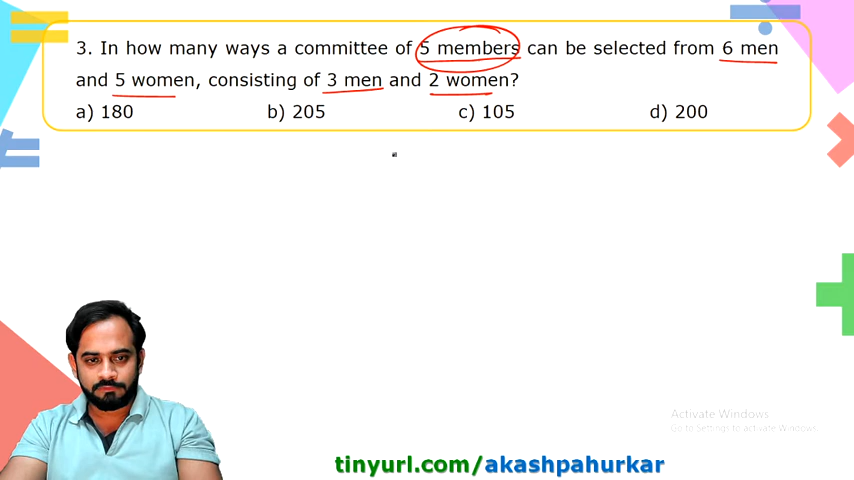 3. In how many ways a committee of 5 members can be selected from 6 men
and 5 women, consisting of 3 men and 2 women?
a) 180 b) 205 c) 105 d) 200
Activate Windows
Go to Settings to activate Windows.
tinyurl.com/akashpahurkar